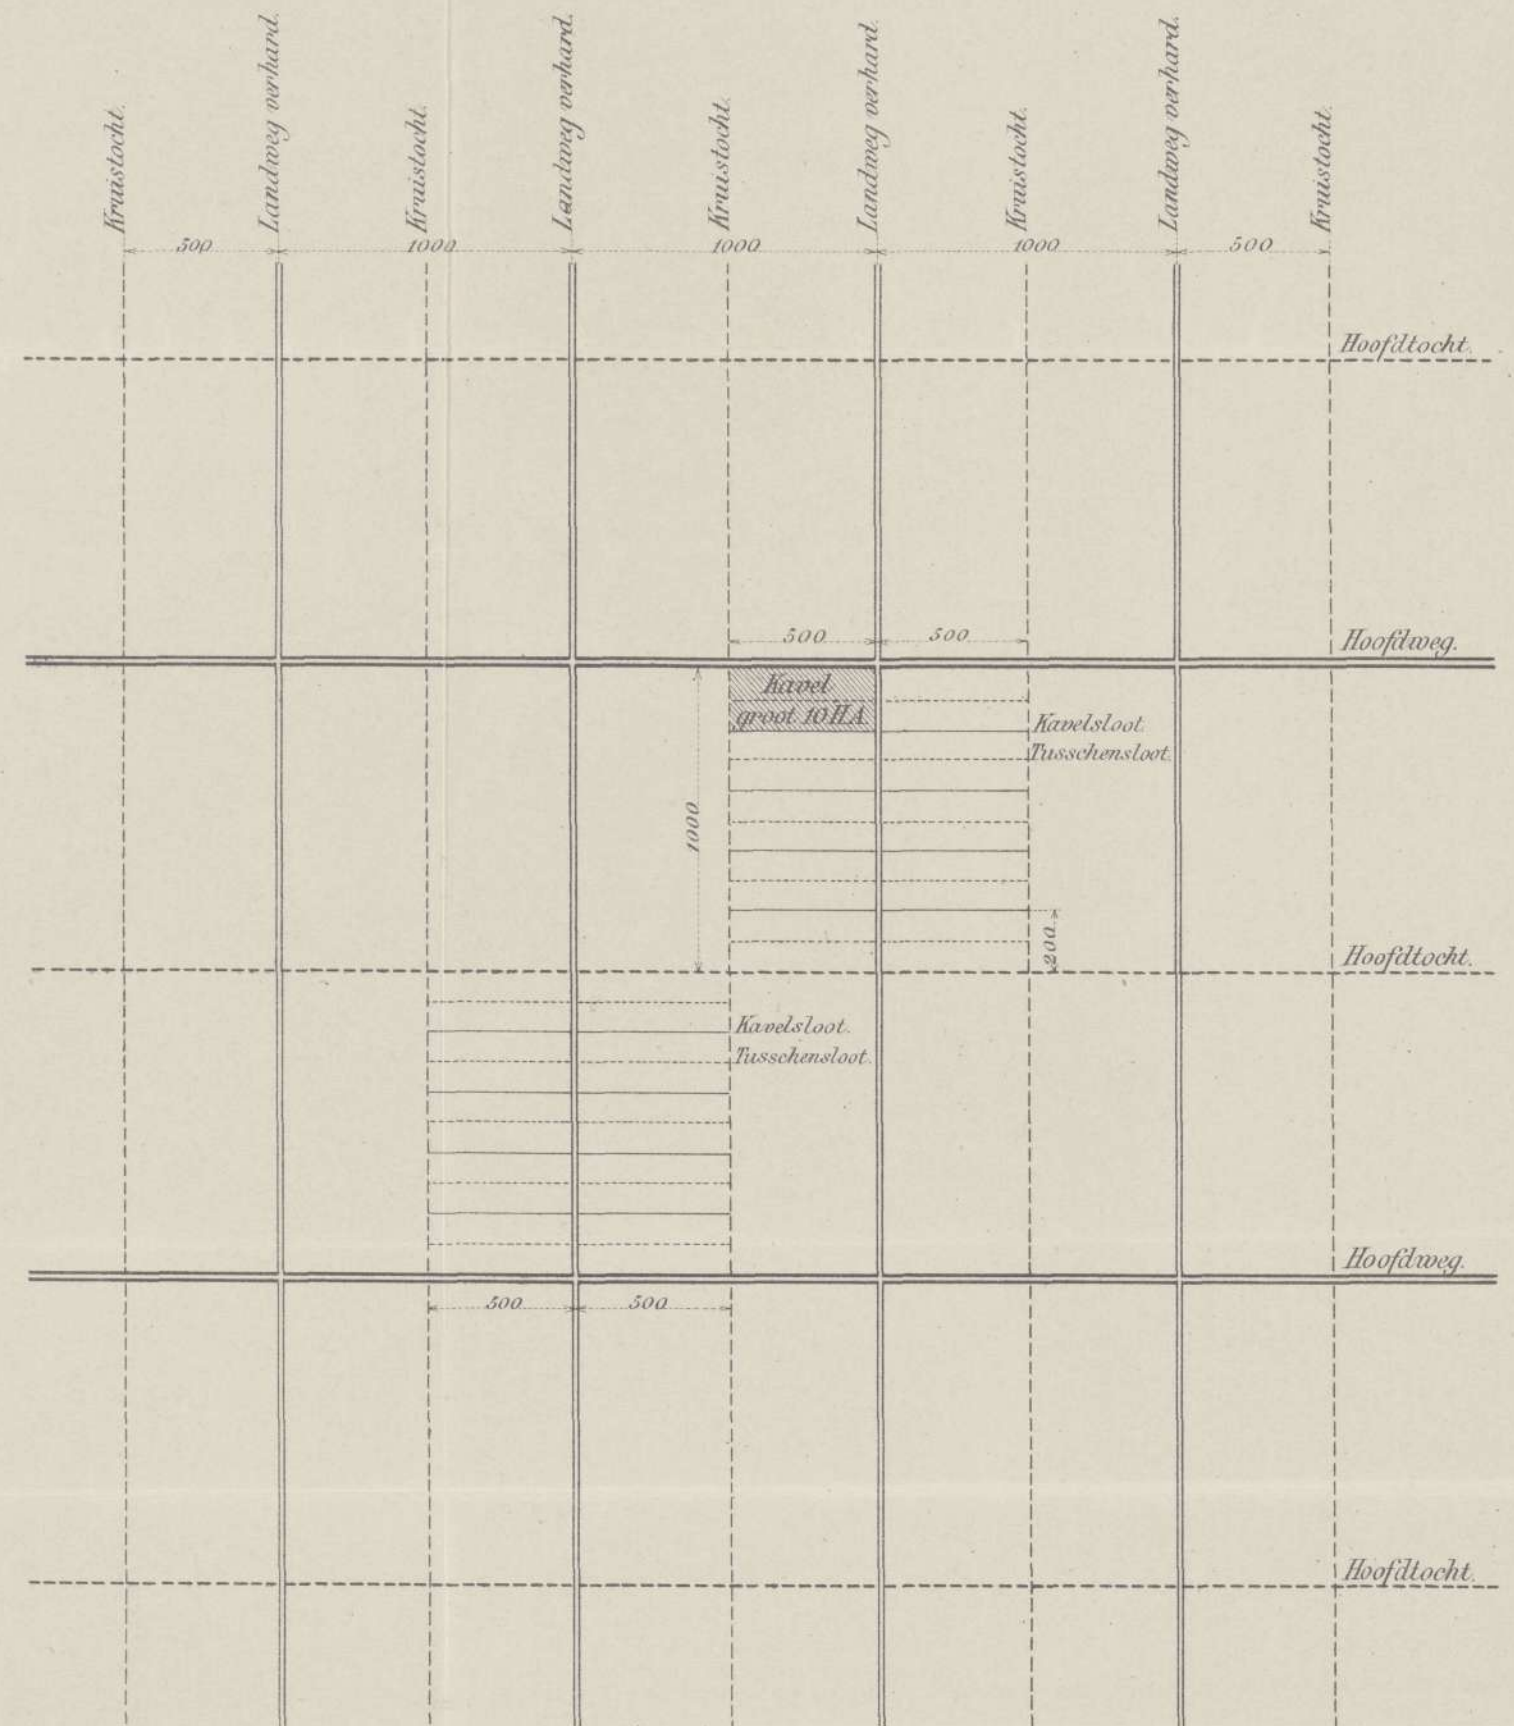 Kruistocht.
Landweg verhard.
Kruistocht.
Landweg verhard.
Kruistocht.
Landweg verhard.
Kruistocht.
Landweg verhard.
Kruistocht.
500
1000
1000
1000
500
Hoofdtocht.
500
500
Hoofdweg.
Kavel
groot 10 HA
Kavelsloot.
Tusschensloot.
1000
200
Hoofdtocht.
Kavelsloot.
Tusschensloot.
Hoofdweg.
500
500
Hoofdtocht.